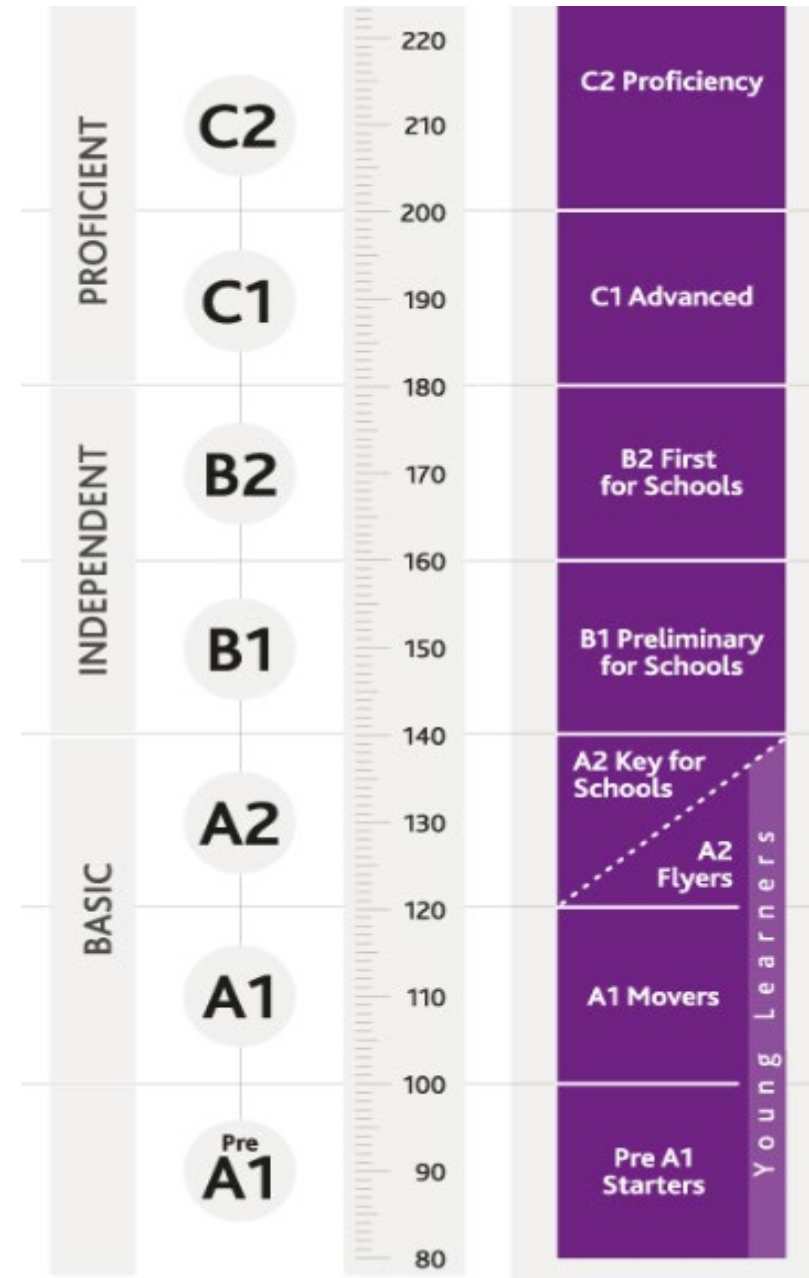 PROFICIENT
INDEPENDENT
BASIC
C2
C1
B2
B1
A2
A1
Pre
A1
220
210
200
190
180
170
160
150
140
130
120
110
100
90
80
C2 Proficiency
C1 Advanced
B2 First
for Schools
B1 Preliminary
for Schools
A2 Key for
Schools
A2
Flyers
A1 Movers
Pre A1
Starters
Young Learners